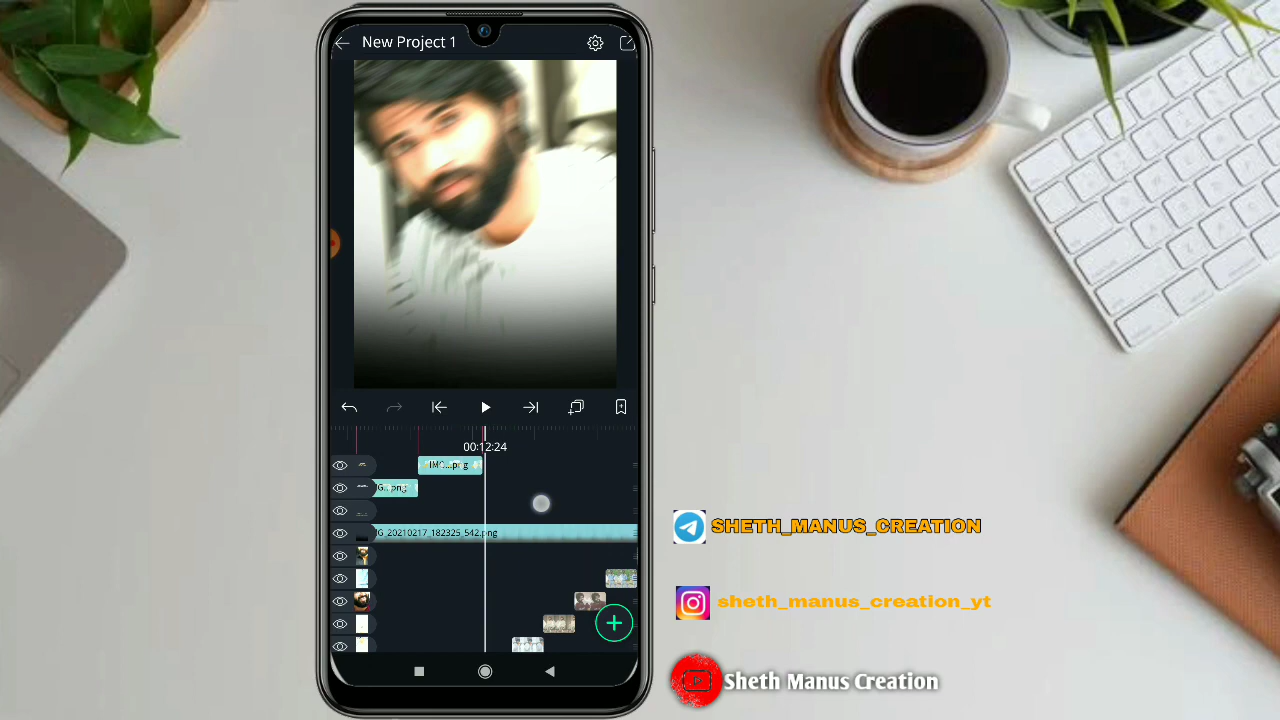 New Project 1
00:12:24
IMG...png
G...png
G_20210217_182325_542.png
SHETH_MANUS_CREATION
sheth_manus_creation_yt
Sheth Manus Creation